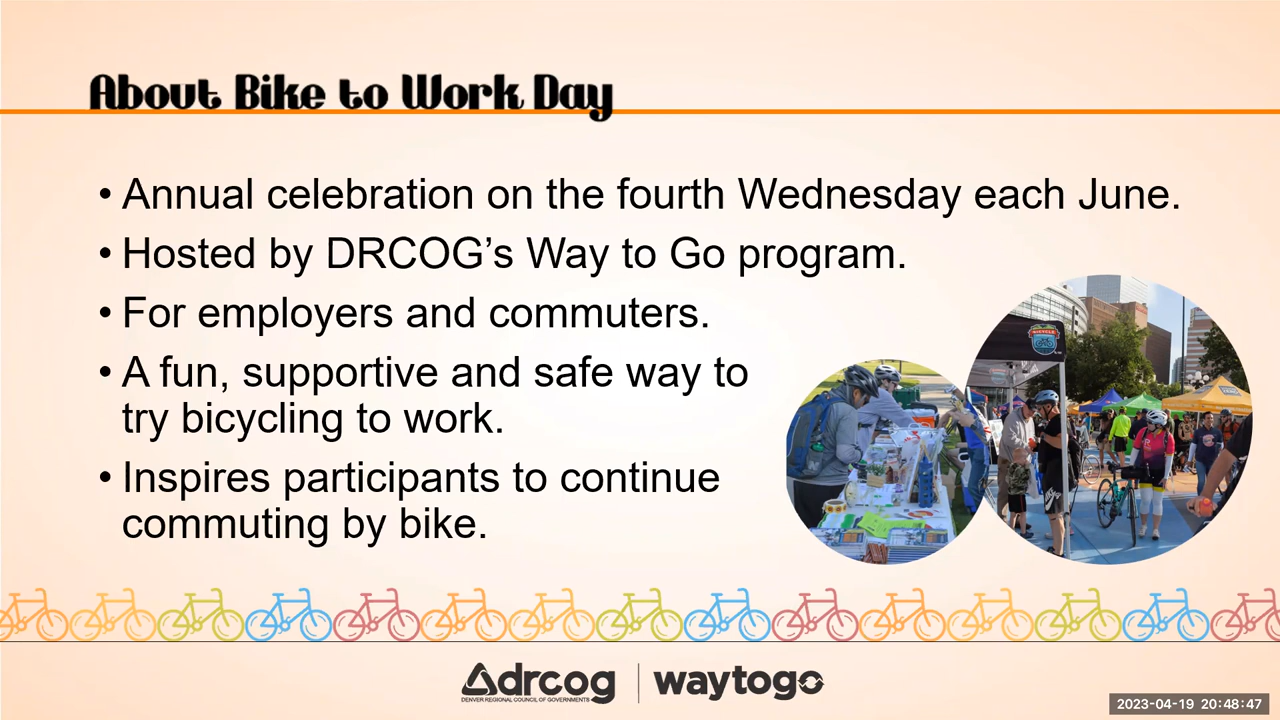 About Bike to Work Day
• Annual celebration on the fourth Wednesday each June.
• Hosted by DRCOG’s Way to Go program.
• For employers and commuters.
• A fun, supportive and safe way to
try bicycling to work.
• Inspires participants to continue
commuting by bike.
BICYCLE
drcog
DENVER REGIONAL COUNCIL OF GOVERNMENTS
waytogo
2023-04-19 20:48:47